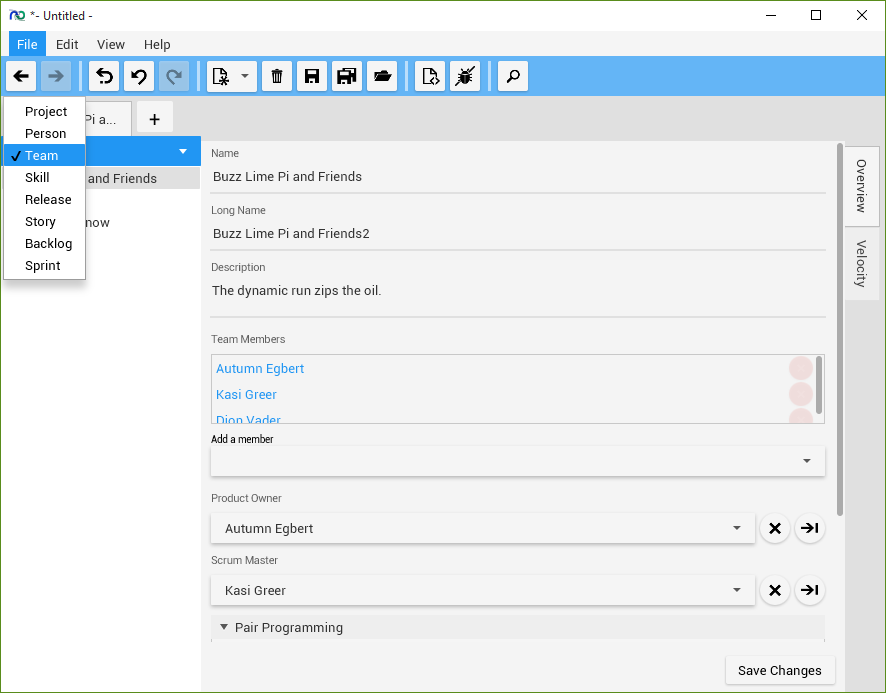 *- Untitled -
File Edit View Help
Project
Person
Team
Skill
Release
Story
Backlog
Sprint
Pi a...
+
and Friends
now
Name
Buzz Lime Pi and Friends
Long Name
Buzz Lime Pi and Friends2
Description
The dynamic run zips the oil.
Team Members
Autumn Egbert
Kasi Greer
Dion Vader
Add a member
Product Owner
Autumn Egbert
Scrum Master
Kasi Greer
Pair Programming
Save Changes
Overview
Velocity